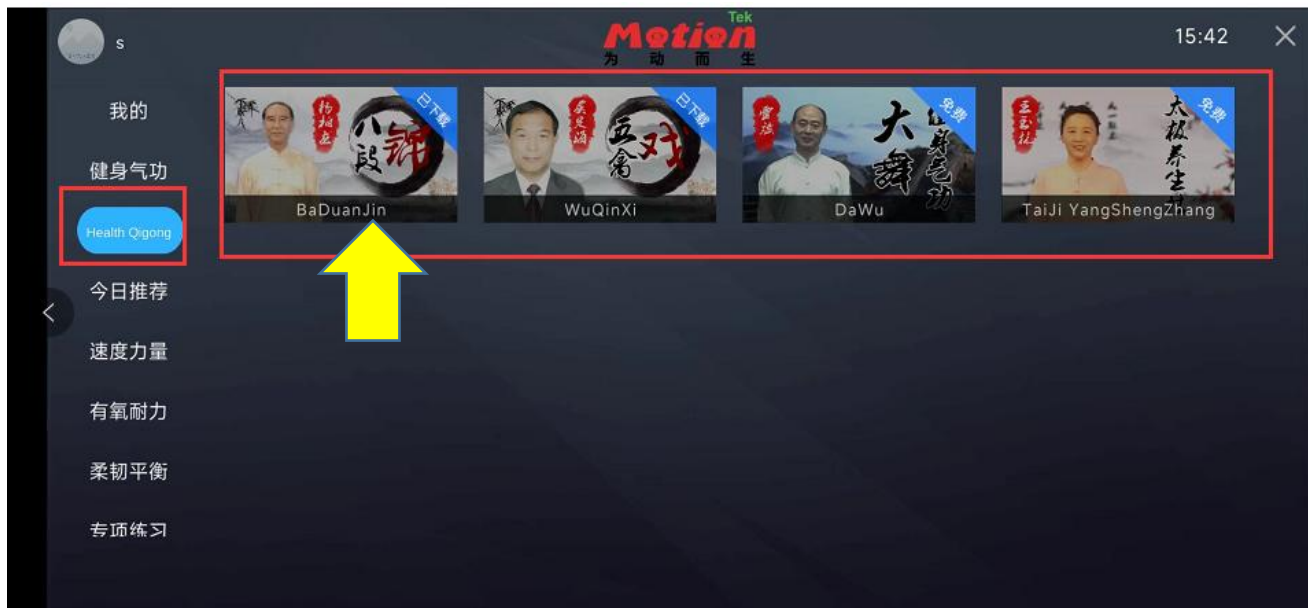 s
Tek
Motion
为动而生
15:42
我的
健身气功
Health Qigong
今日推荐
速度力量
有氧耐力
柔韧平衡
专项练习
八段锦
已下载
BaDuanJin
五禽戏
已下载
WuQinXi
大舞
健身气功
免费
DaWu
太极养生杖
免费
TaiJi YangShengZhang